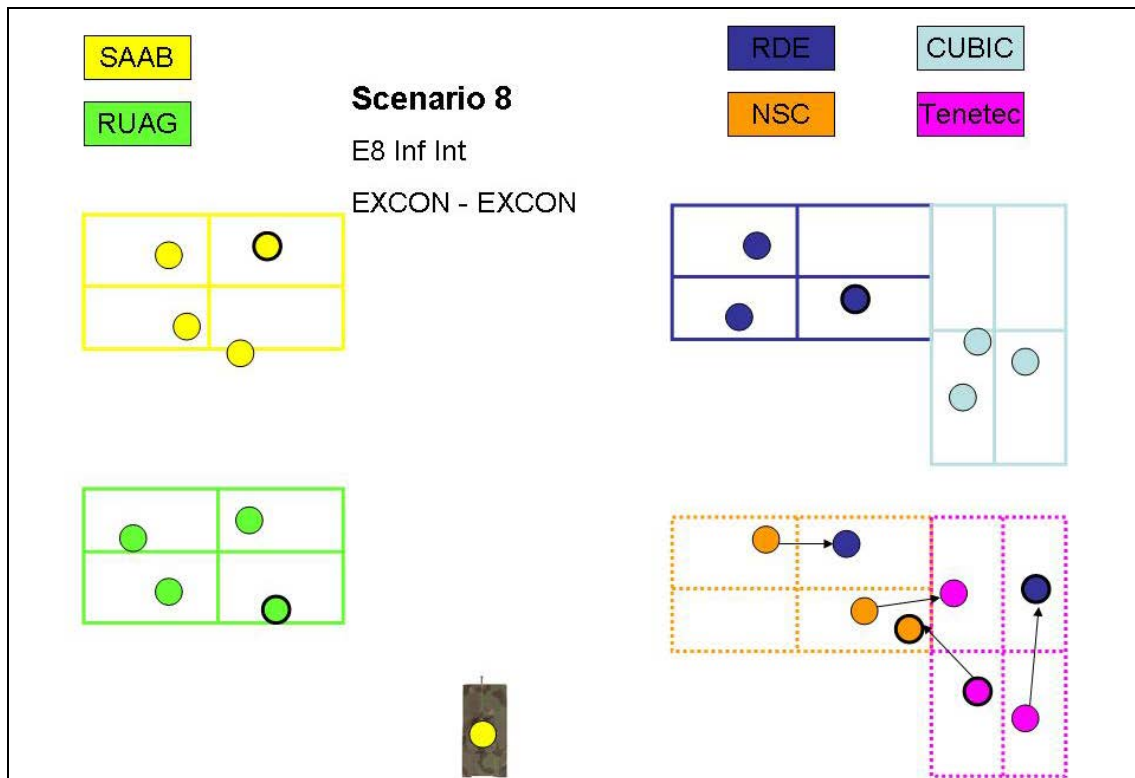 SAAB
RUAG
Scenario 8
E8 Inf Int
EXCON - EXCON
RDE
CUBIC
NSC
Tenetec